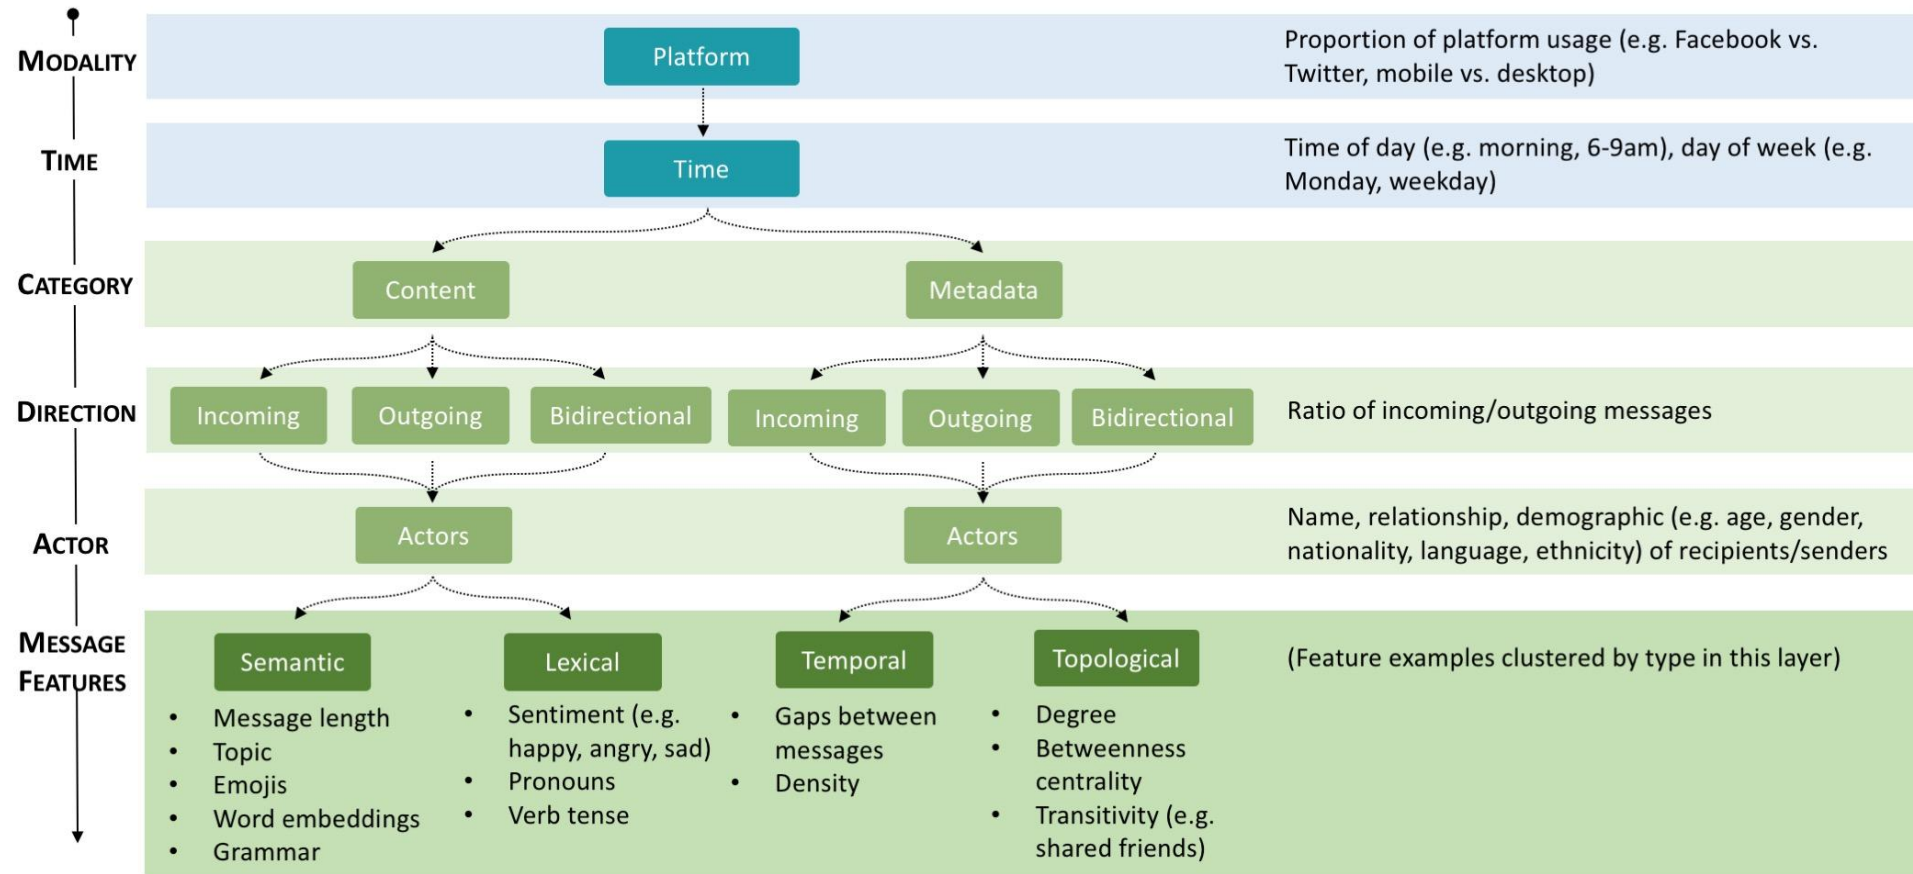 MODALITY
Platform
Proportion of platform usage (e.g. Facebook vs.
Twitter, mobile vs. desktop)
TIME
Time
Time of day (e.g. morning, 6-9am), day of week (e.g.
Monday, weekday)
CATEGORY
Content
Metadata
DIRECTION
Incoming
Outgoing
Bidirectional
Incoming
Outgoing
Bidirectional
Ratio of incoming/outgoing messages
ACTOR
Actors
Actors
Name, relationship, demographic (e.g. age, gender,
nationality, language, ethnicity) of recipients/senders
MESSAGE
FEATURES
Semantic
• Message length
• Topic
• Emojis
• Word embeddings
• Grammar
Lexical
• Sentiment (e.g.
happy, angry, sad)
• Pronouns
• Verb tense
Temporal
• Gaps between
messages
• Density
Topological
• Degree
• Betweenness
centrality
• Transitivity (e.g.
shared friends)
(Feature examples clustered by type in this layer)